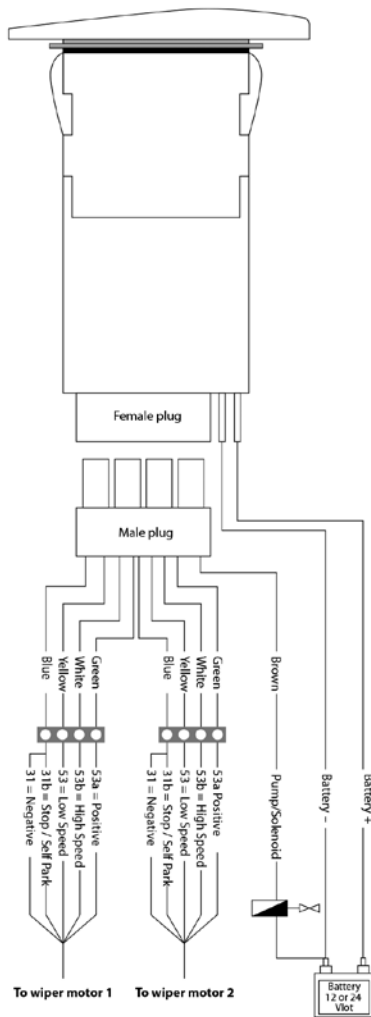 Female plug
Male plug
Blue
Yellow
White
Green
Blue
Yellow
White
Green
Brown
Battery -
Battery +
31 = Negative
31b = Stop / Self Park
53 = Low Speed
53b = High Speed
53a = Positive
31 = Negative
31b = Stop / Self Park
53 = Low Speed
53b = High Speed
53a Positive
Pump/Solenoid
To wiper motor 1
To wiper motor 2
Battery
12 or 24
Vlot